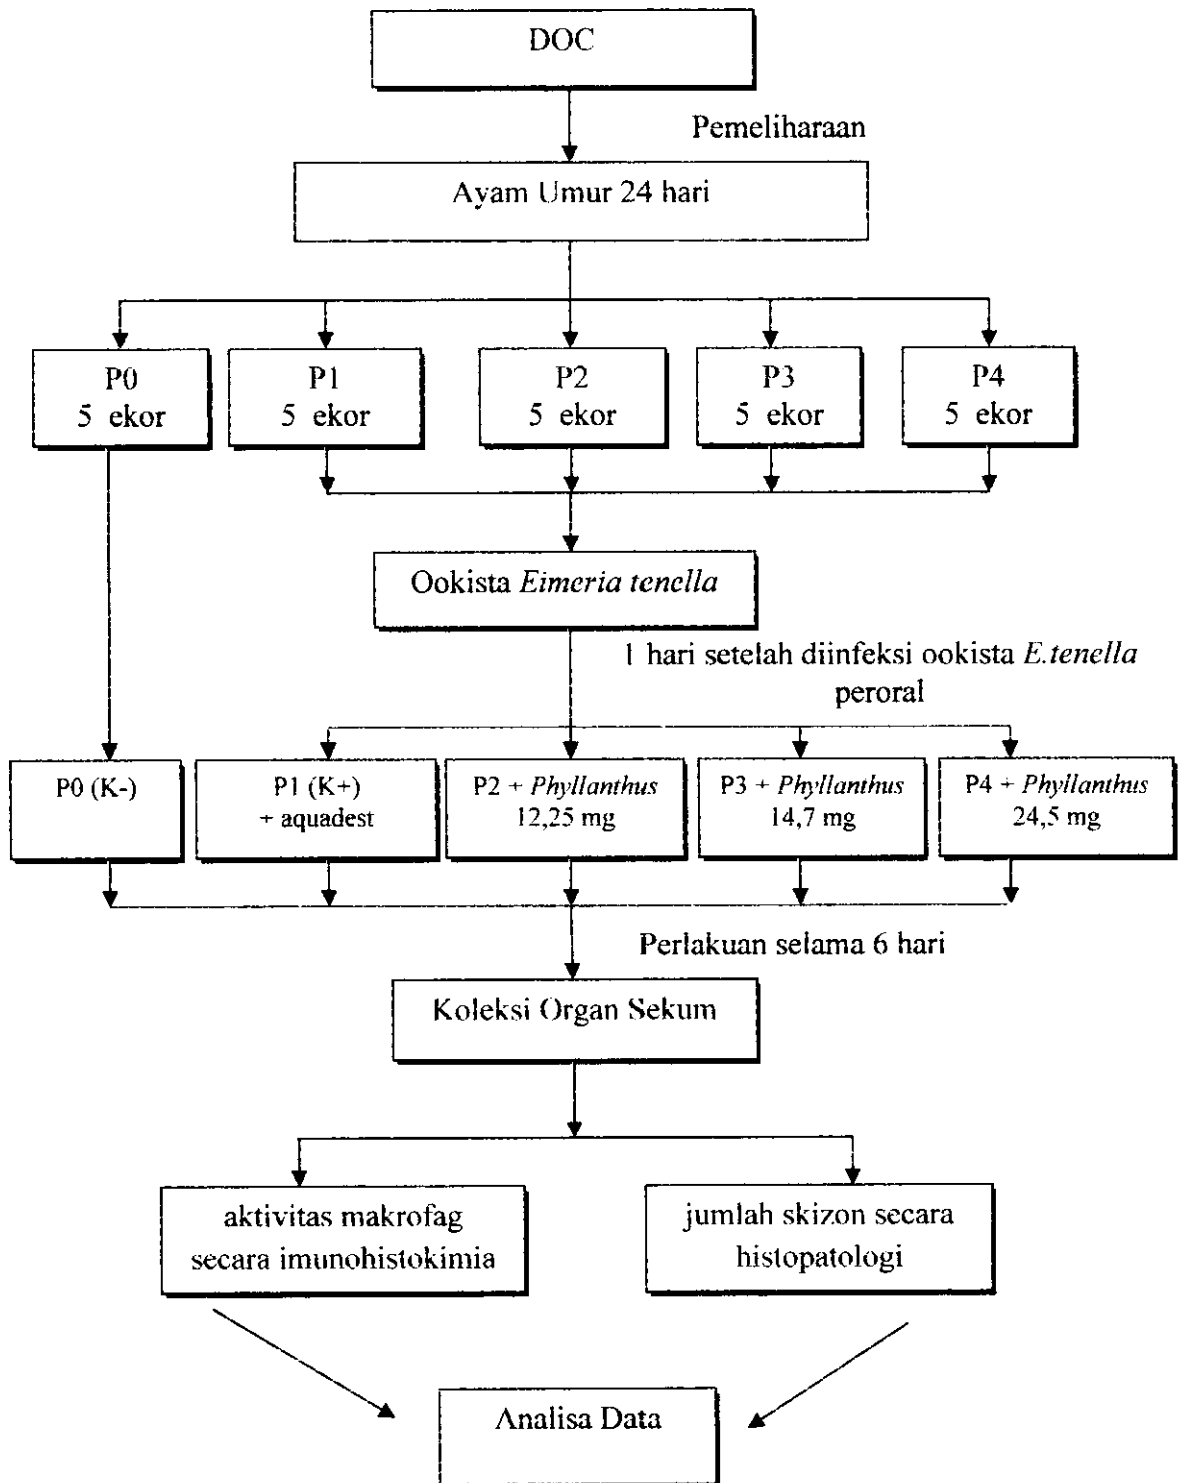 DOC
Pemeliharaan
Ayam Umur 24 hari
P0
5 ekor
P1
5 ekor
P2
5 ekor
P3
5 ekor
P4
5 ekor
Ookista Eimeria tenella
1 hari setelah diinfeksi ookista E.tenella
peroral
P0 (K-)
P1 (K+)
+ aquadest
P2 + Phyllanthus
12,25 mg
P3 + Phyllanthus
14,7 mg
P4 + Phyllanthus
24,5 mg
Perlakuan selama 6 hari
Koleksi Organ Sekum
aktivitas makrofag
secara imunohistokimia
jumlah skizon secara
histopatologi
Analisa Data